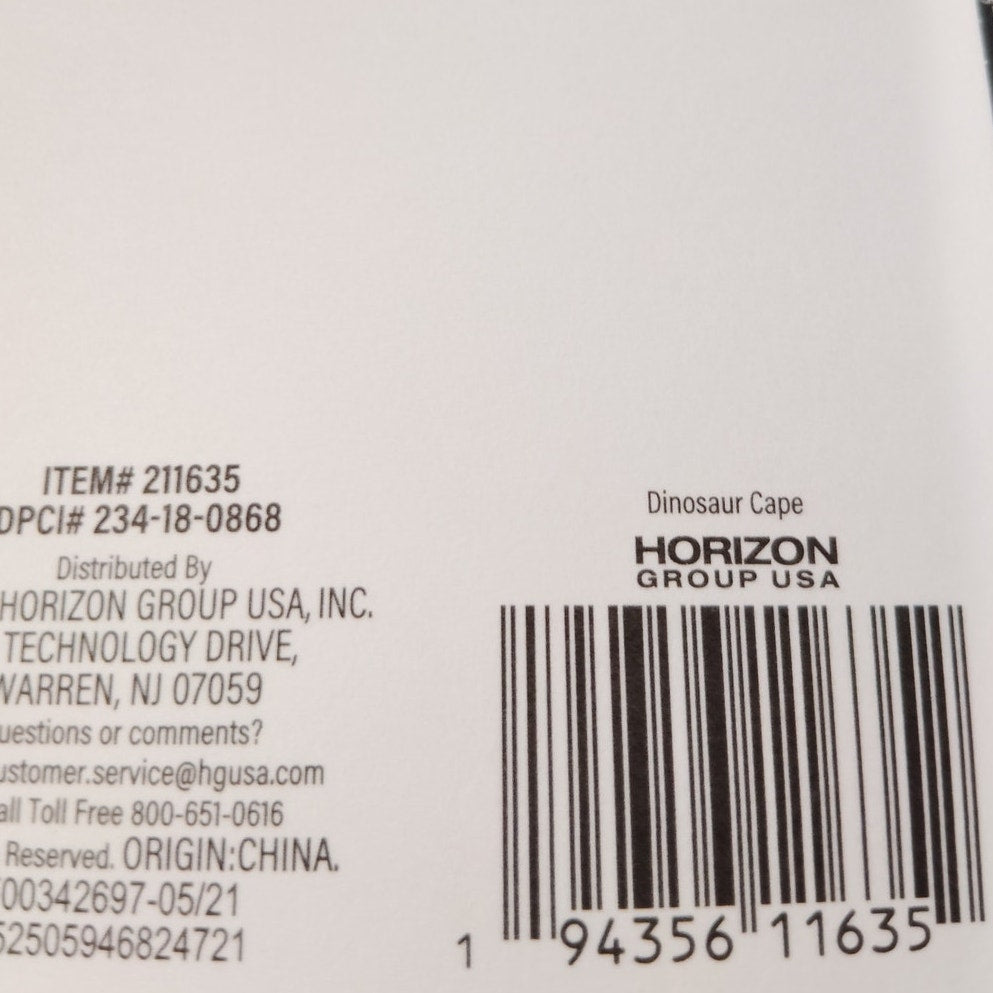 ITEM# 211635
DPCI# 234-18-0868
Distributed By
HORIZON GROUP USA, INC.
TECHNOLOGY DRIVE,
WARREN, NJ 07059
uestions or comments?
ustomer.service@hgusa.com
all Toll Free 800-651-0616
Reserved. ORIGIN:CHINA.
00342697-05/21
52505946824721
Dinosaur Cape
HORIZON
GROUP USA
1 94356 11635